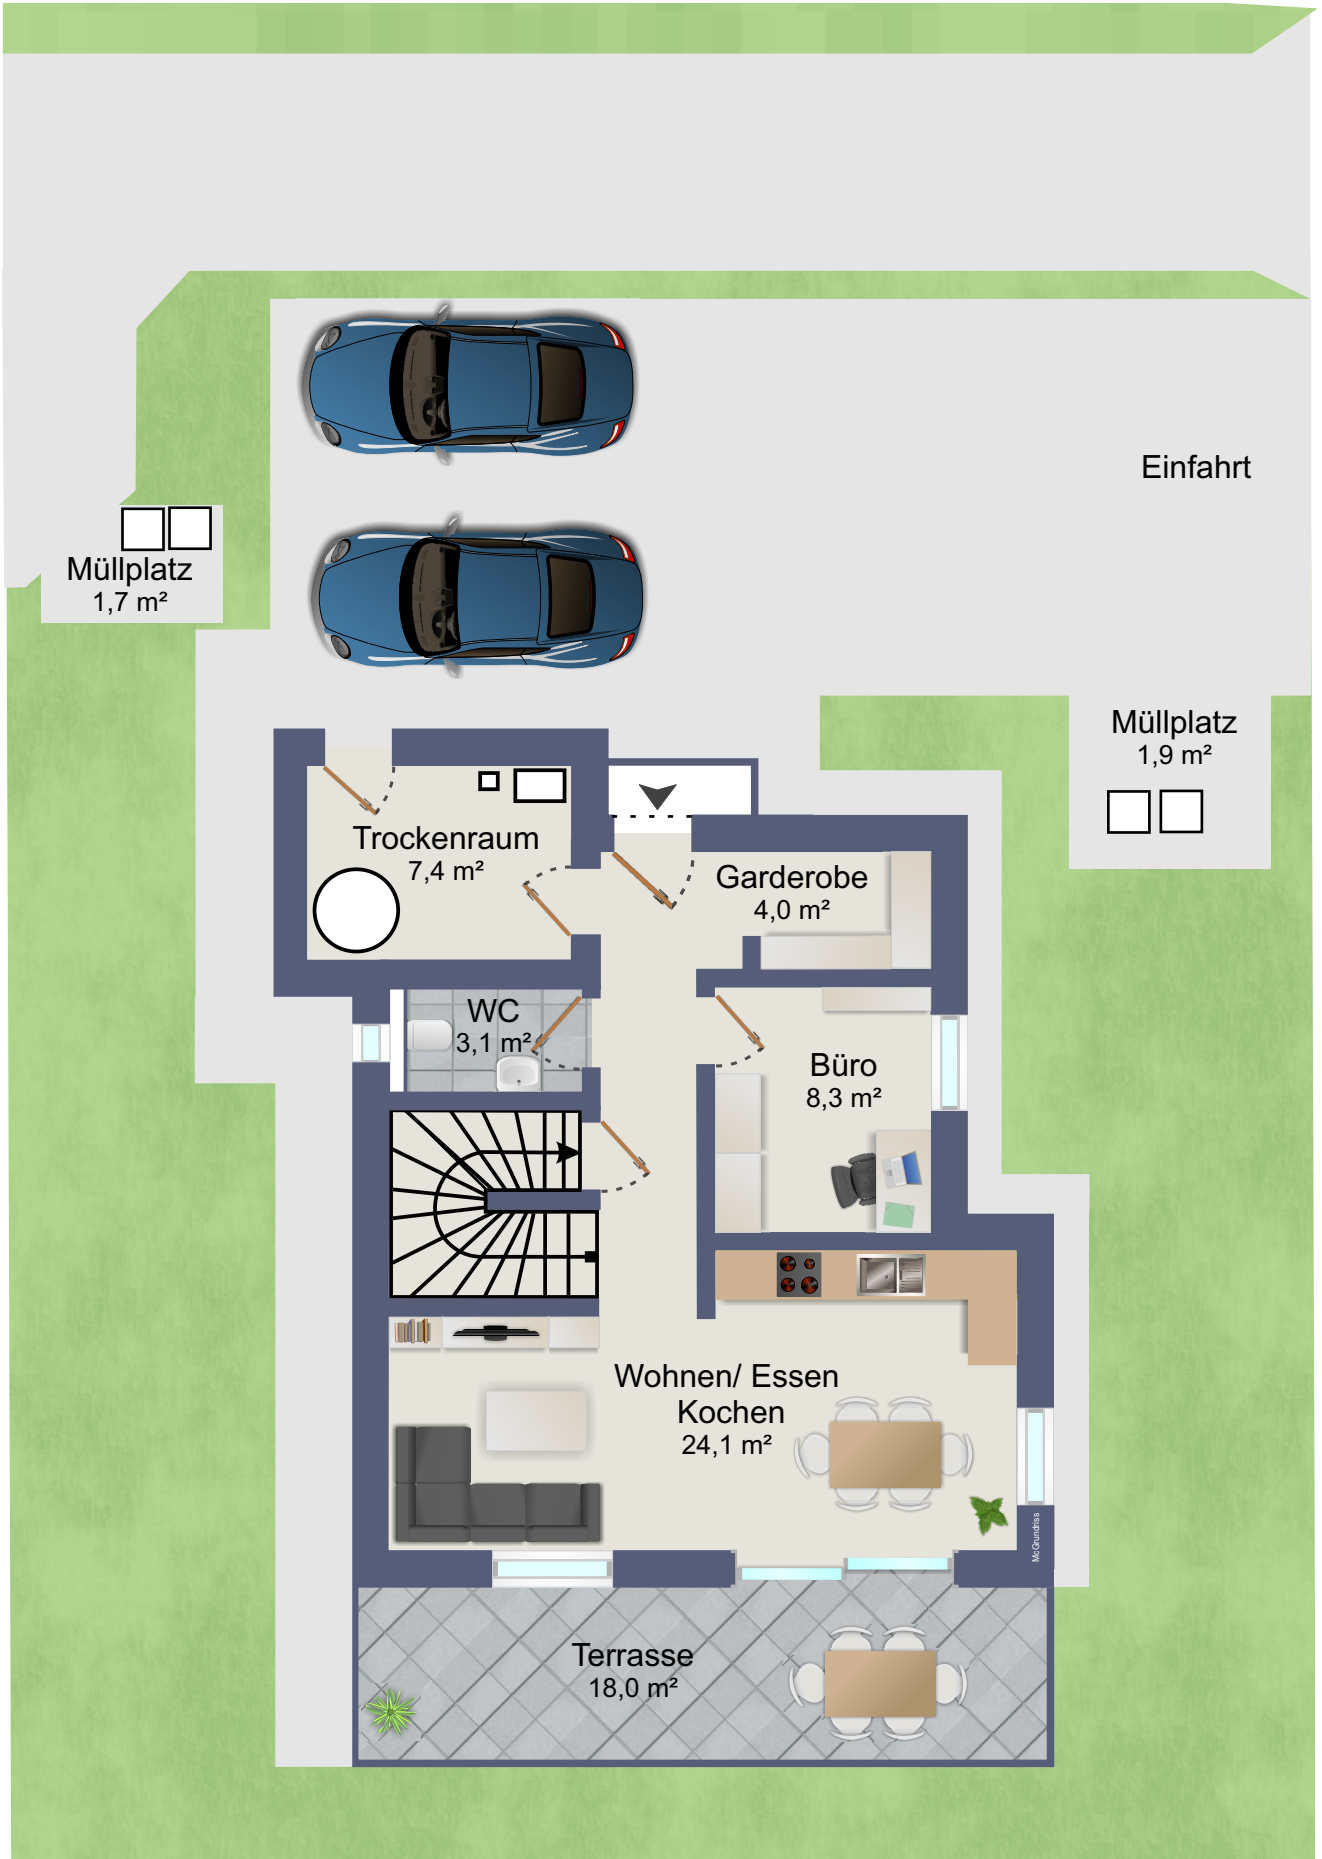 Einfahrt
Müllplatz
1,7 m²
Müllplatz
1,9 m²
Trockenraum
7,4 m²
Garderobe
4,0 m²
WC
3,1 m²
Büro
8,3 m²
Wohnen/ Essen
Kochen
24,1 m²
McGrundriss
Terrasse
18,0 m²